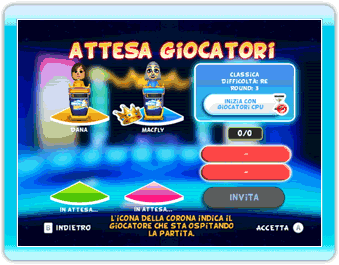 ATTESA GIOCATORI
CLASSICA
DIFFICOLTÀ: RE
ROUND: 3
INIZIA CON
GIOCATORI CPU
DANA
MACFLY
0/0
-
-
IN ATTESA...
IN ATTESA...
INVITA
L'ICONA DELLA CORONA INDICA IL
GIOCATORE CHE STA OSPITANDO
LA PARTITA.
B INDIETRO
ACCETTA A